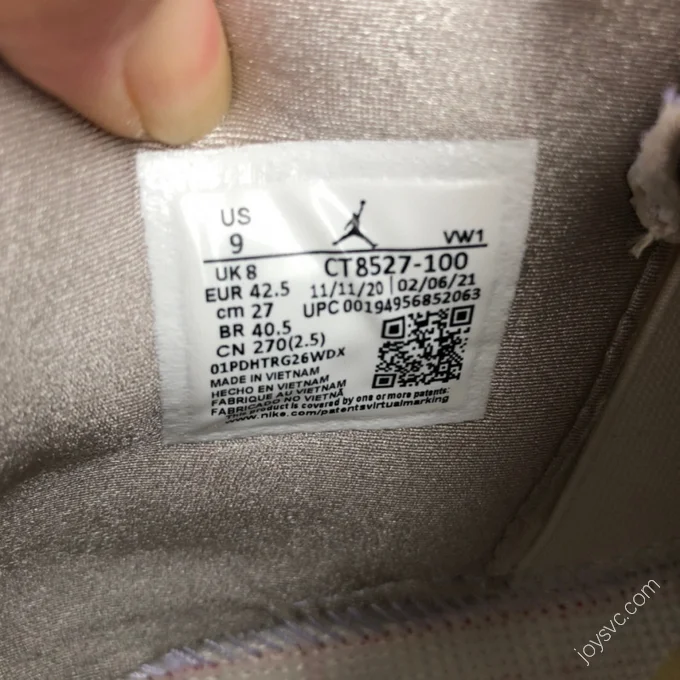 US
9
VW1
UK 8
CT8527-100
EUR 42.5
11/11/20 | 02/06/21
cm 27
UPC 00194956852063
BR 40.5
CN 270(2.5)
01PDHTRG26WDX
MADE IN VIETNAM
HECHO EN VIETNAM
FABRIQUE AU VIETNAM
FABRICADO NO VIETNÃ
This product is covered by one or more patents.
www.nike.com/patentsvirtualmarking
joysvc.com